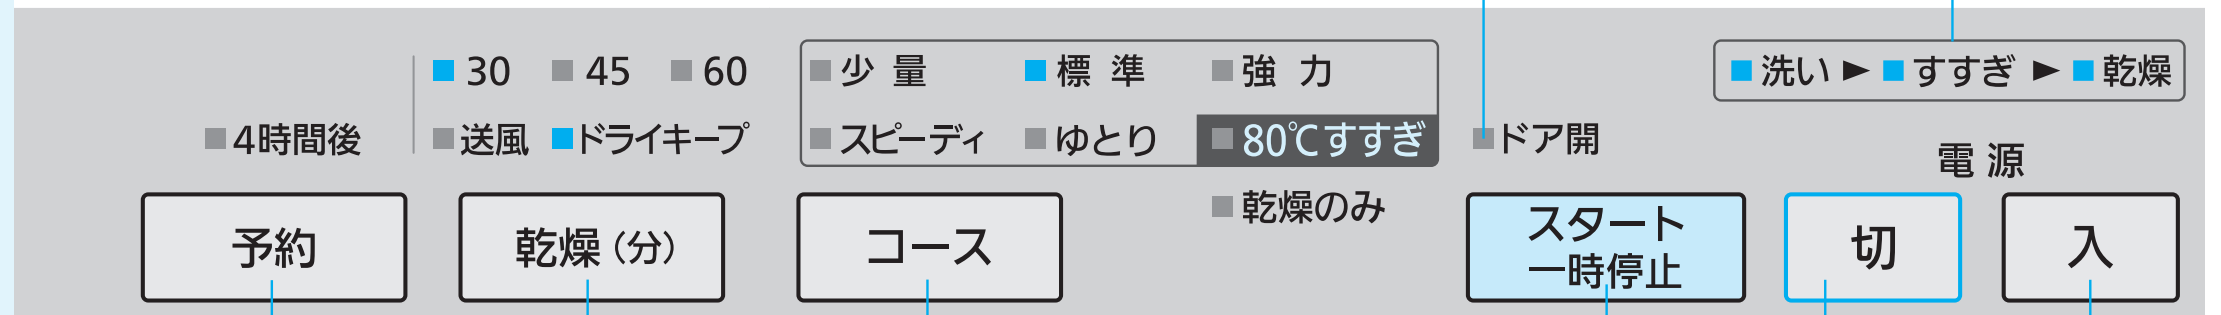 30 45 60
少量 標準 強力
洗い ▶ すすぎ ▶ 乾燥
4時間後
送風 ドライキープ
スピーディ ゆとり 80℃すすぎ
ドア開
電源
乾燥のみ
予約
乾燥（分）
コース
スタート
一時停止
切
入